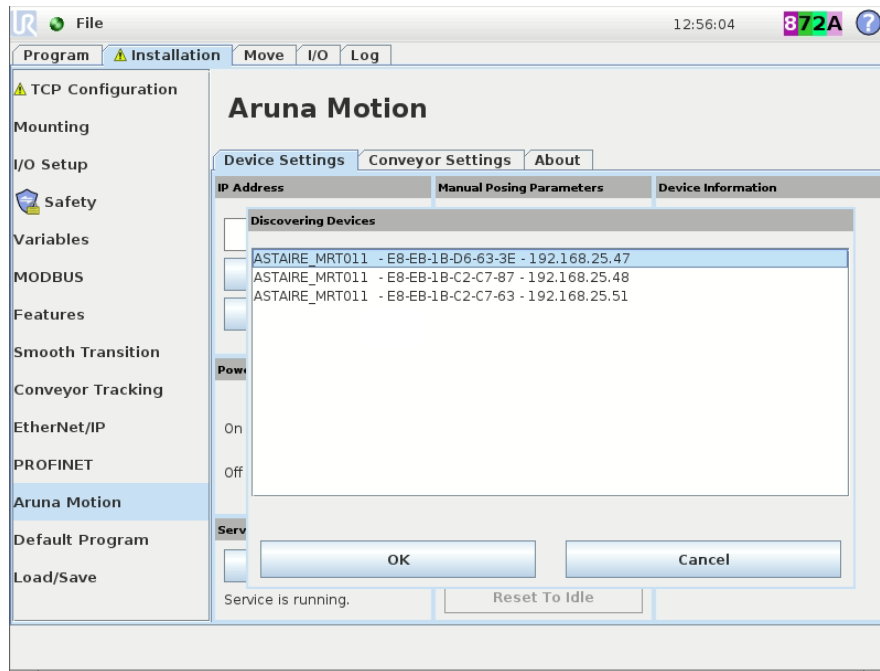 UR File 12:56:04 872A ?
Program Installation Move I/O Log
TCP Configuration
Mounting
I/O Setup
Safety
Variables
MODBUS
Features
Smooth Transition
Conveyor Tracking
EtherNet/IP
PROFINET
Aruna Motion
Default Program
Load/Save
Aruna Motion
Device Settings Conveyor Settings About
IP Address Manual Posing Parameters Device Information
Discovering Devices
ASTAIRE_MRT011 - E8-EB-1B-D6-63-3E - 192.168.25.47
ASTAIRE_MRT011 - E8-EB-1B-C2-C7-87 - 192.168.25.48
ASTAIRE_MRT011 - E8-EB-1B-C2-C7-63 - 192.168.25.51
On
Off
OK Cancel
Service is running. Reset To Idle